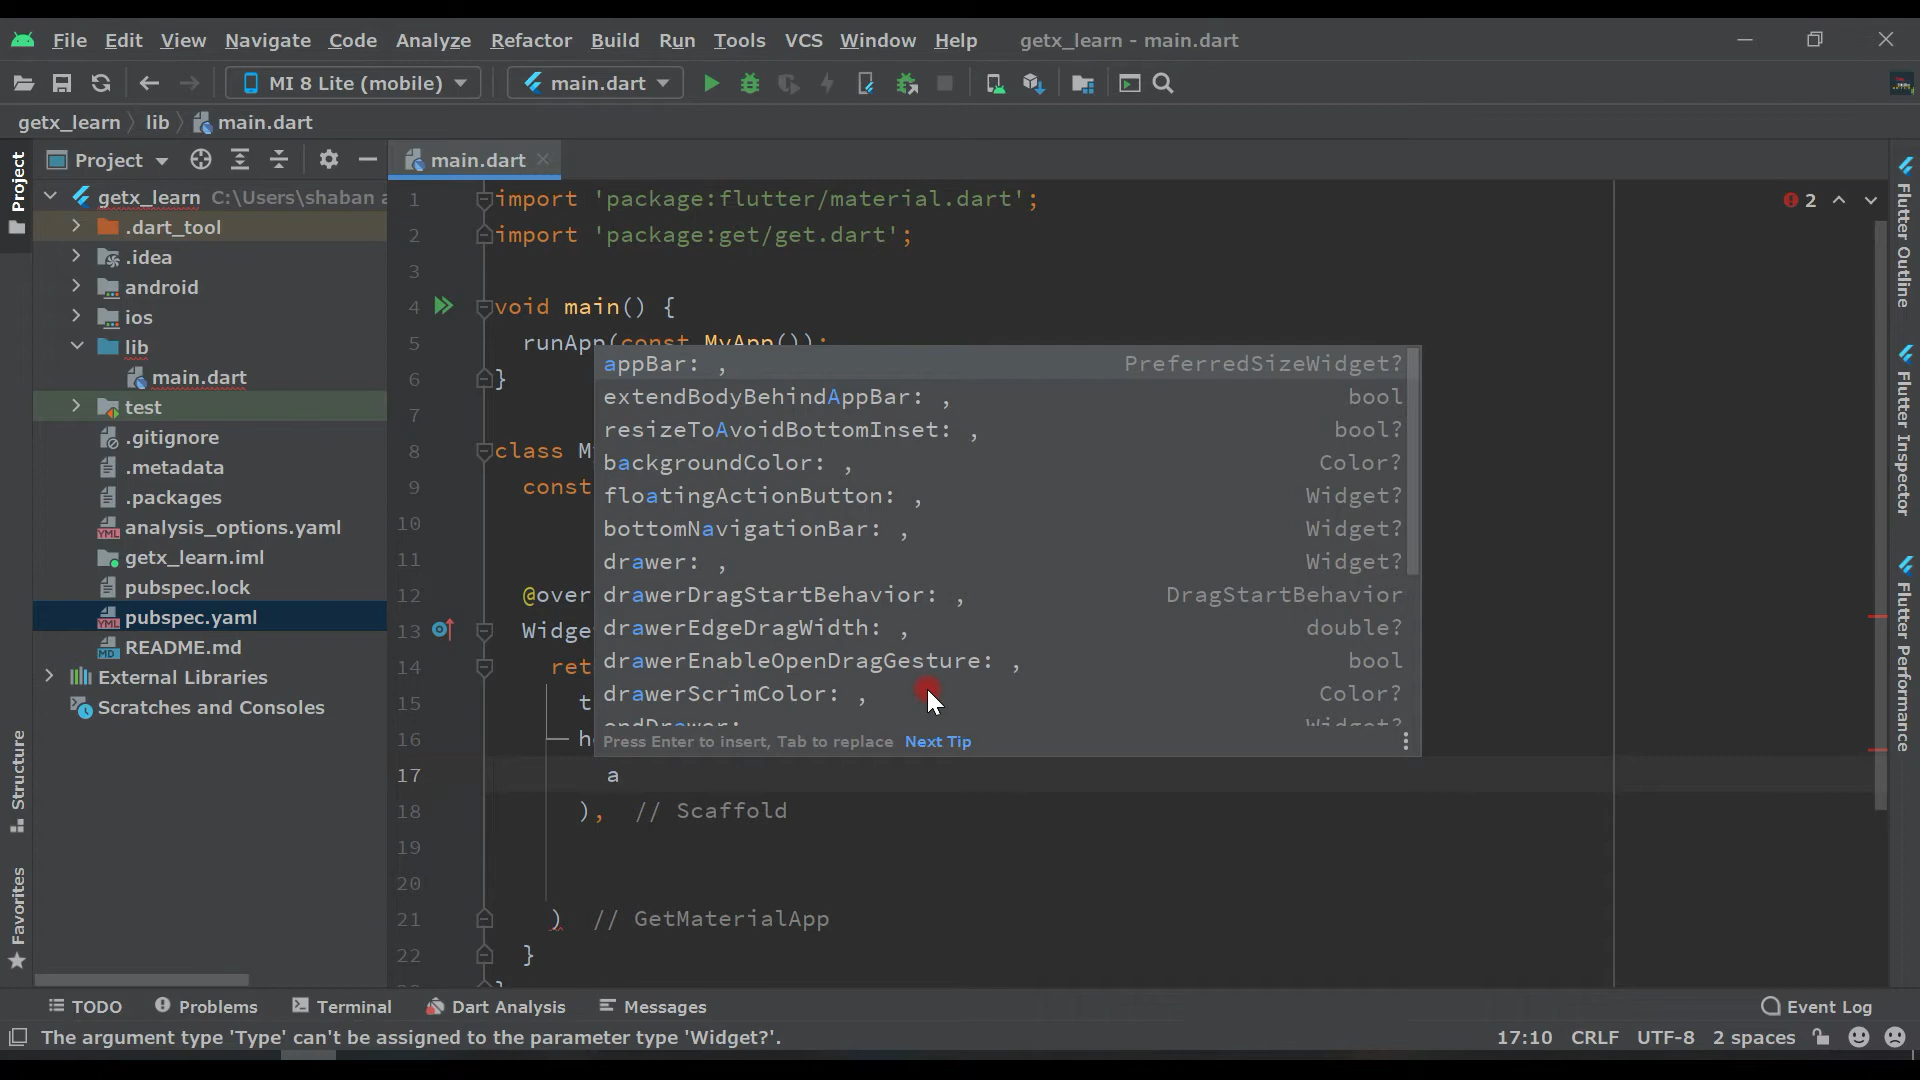 File Edit View Navigate Code Analyze Refactor Build Run Tools VCS Window Help getx_learn - main.dart
MI 8 Lite (mobile) main.dart
getx_learn lib main.dart
Project main.dart
Project
getx_learn C:\Users\shaban a
.dart_tool
.idea
android
ios
lib
main.dart
test
.gitignore
.metadata
.packages
analysis_options.yaml
getx_learn.iml
pubspec.lock
pubspec.yaml
README.md
External Libraries
Scratches and Consoles
Structure
Favorites
1 import 'package:flutter/material.dart';
2 import 'package:get/get.dart';
3
4 void main() {
5 runApp(const MyApp());
6 }
7
8 class M
9 const
10
11
12 @over
13 Widge
14 ret
15 t
16 h
17 a
18 ), // Scaffold
19
20
21 ) // GetMaterialApp
22 }
appBar: , PreferredSizeWidget?
extendBodyBehindAppBar: , bool
resizeToAvoidBottomInset: , bool?
backgroundColor: , Color?
floatingActionButton: , Widget?
bottomNavigationBar: , Widget?
drawer: , Widget?
drawerDragStartBehavior: , DragStartBehavior
drawerEdgeDragWidth: , double?
drawerEnableOpenDragGesture: , bool
drawerScrimColor: , Color?
endDrawer: Widget?
Press Enter to insert, Tab to replace Next Tip
2
Flutter Outline
Flutter Inspector
Flutter Performance
TODO Problems Terminal Dart Analysis Messages Event Log
The argument type 'Type' can't be assigned to the parameter type 'Widget?'. 17:10 CRLF UTF-8 2 spaces